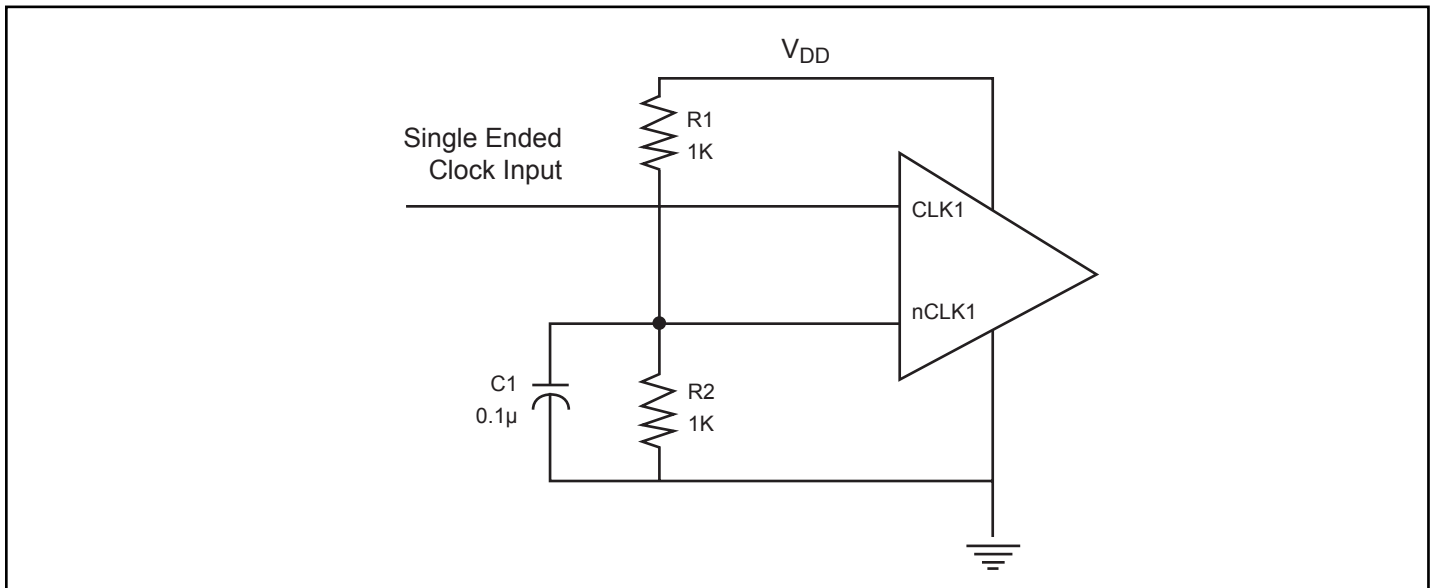 V_DD
R1
1K
Single Ended
Clock Input
CLK1
nCLK1
C1
0.1µ
R2
1K